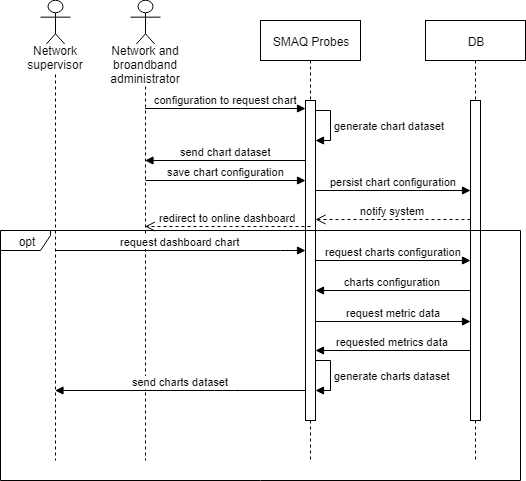 Network
supervisor
Network and
broandband
administrator
SMAQ Probes
DB
configuration to request chart
generate chart dataset
send chart dataset
save chart configuration
persist chart configuration
notify system
redirect to online dashboard
opt
request dashboard chart
request charts configuration
charts configuration
request metric data
requested metrics data
generate charts dataset
send charts dataset